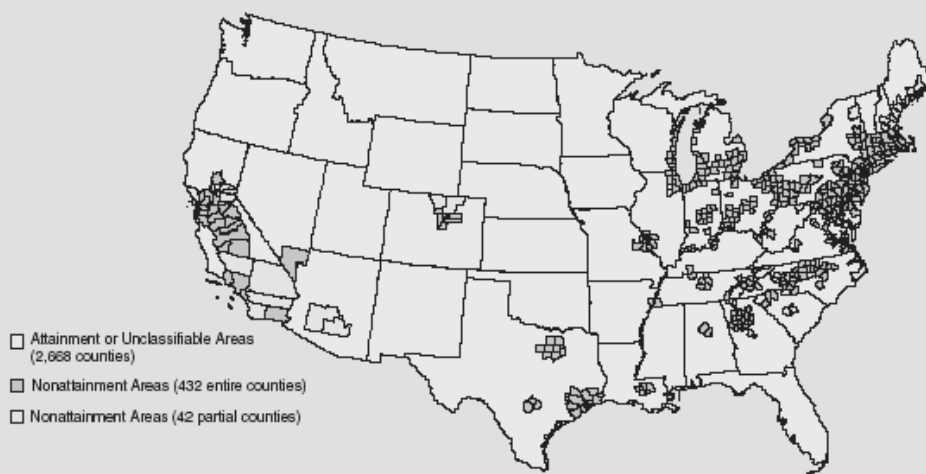 Attainment or Unclassifiable Areas
(2,668 counties)
Nonattainment Areas (432 entire counties)
Nonattainment Areas (42 partial counties)